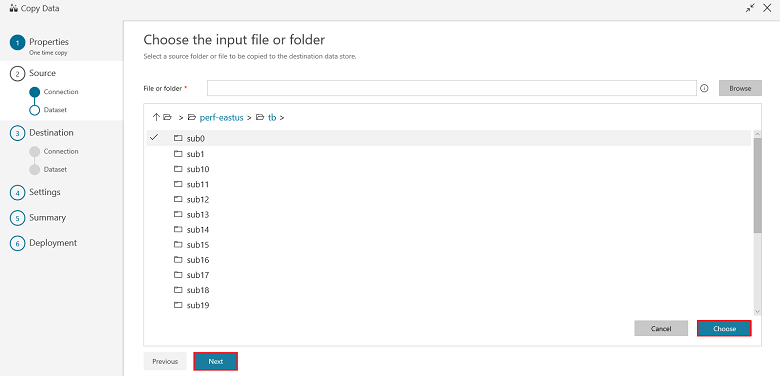 Copy Data
1 Properties
One time copy
2 Source
Connection
Dataset
3 Destination
Connection
Dataset
4 Settings
5 Summary
6 Deployment
Choose the input file or folder
Select a source folder or file to be copied to the destination data store.
File or folder *
Browse
> perf-eastus > tb >
sub0
sub1
sub10
sub11
sub12
sub13
sub14
sub15
sub16
sub17
sub18
sub19
Cancel Choose
Previous Next